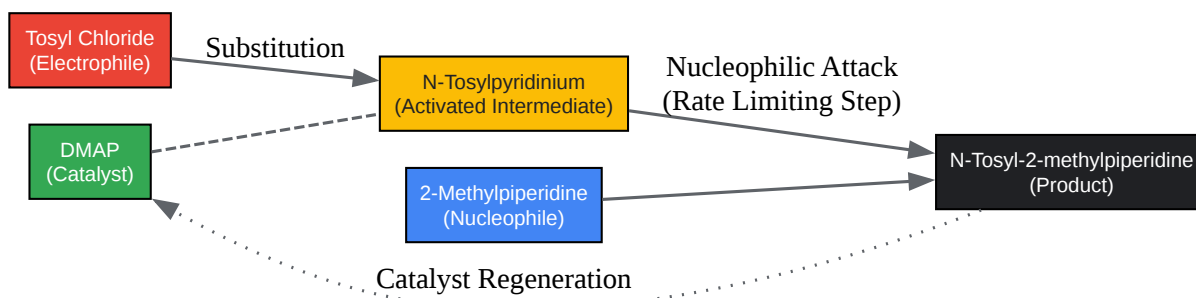 Tosyl Chloride
(Electrophile)
Substitution
N-Tosylpyridinium
(Activated Intermediate)
Nucleophilic Attack
(Rate Limiting Step)
DMAP
(Catalyst)
2-Methylpiperidine
(Nucleophile)
N-Tosyl-2-methylpiperidine
(Product)
Catalyst Regeneration